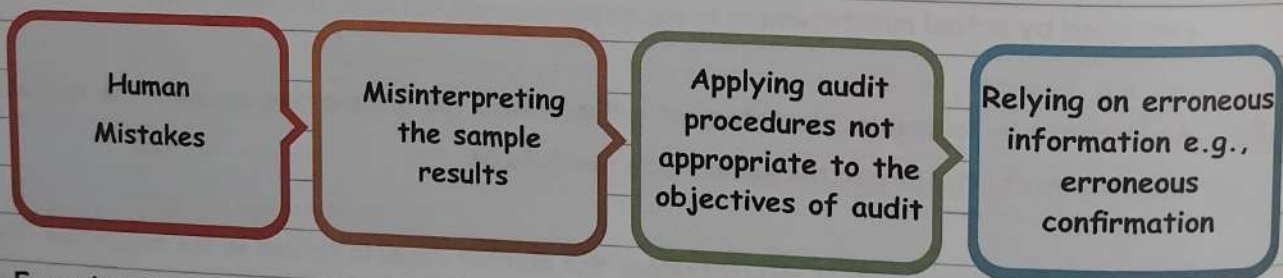 Human
Mistakes
Misinterpreting
the sample
results
Applying audit
procedures not
appropriate to the
objectives of audit
Relying on erroneous
information e.g.,
erroneous
confirmation